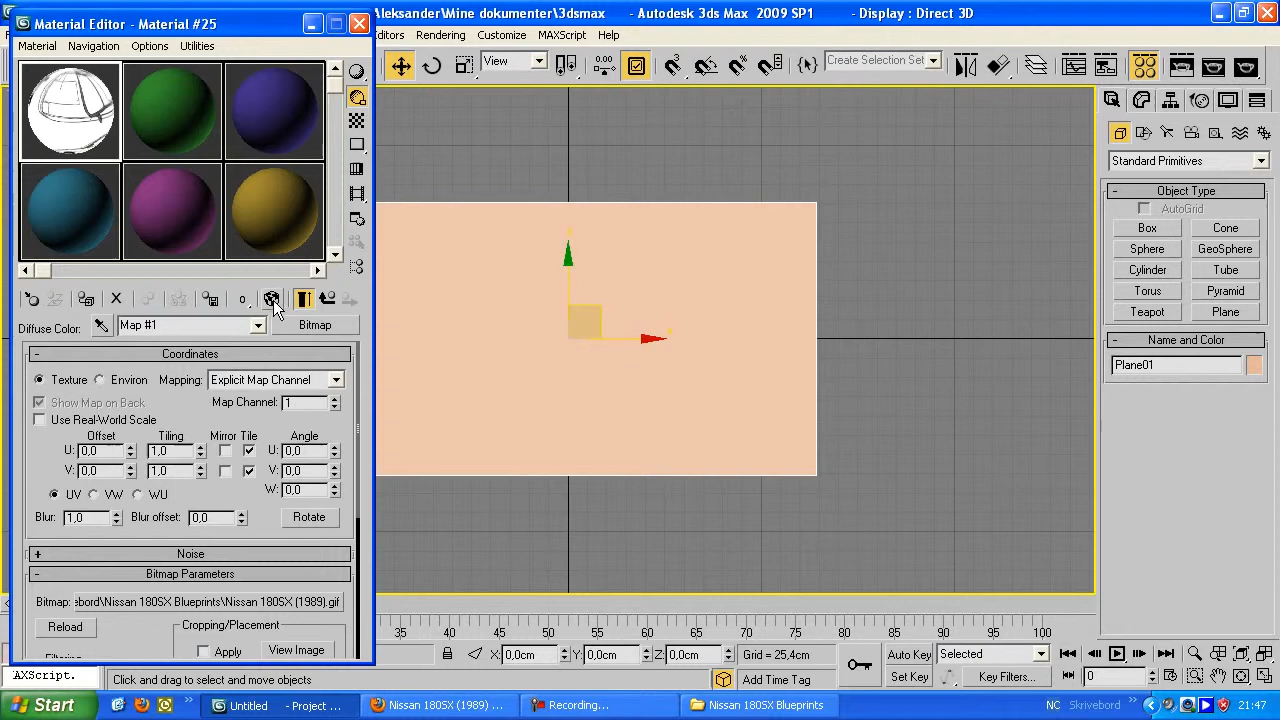 Material Editor - Material #25
Aleksander\Mine dokumenter\3dsmax - Autodesk 3ds Max 2009 SP1 - Display : Direct 3D
Material Navigation Options Utilities
Editors Rendering Customize MAXScript Help
View
0.00
Create Selection Set
Standard Primitives
- Object Type
AutoGrid
Box Cone
Sphere GeoSphere
Cylinder Tube
Torus Pyramid
Teapot Plane
- Name and Color
Plane01
Diffuse Color: Map #1 Bitmap
- Coordinates
Texture Environ Mapping: Explicit Map Channel
Show Map on Back Map Channel: 1
Use Real-World Scale
Offset Tiling Mirror Tile Angle
U: 0,0 1,0 U: 0,0
V: 0,0 1,0 V: 0,0
W: 0,0
UV VW WU
Blur: 1,0 Blur offset: 0,0 Rotate
+ Noise
- Bitmap Parameters
Bitmap: ebord\Nissan 180SX Blueprints\Nissan 180SX (1989).gif
Reload Cropping/Placement
Apply View Image
35 40 45 50 55 60 65 70 75 80 85 90 95 100
X: 0,0cm Y: 0,0cm Z: 0,0cm Grid = 25,4cm
Auto Key Selected
AXScript. Click and drag to select and move objects Add Time Tag
Set Key Key Filters... 0
Start Untitled - Project ... Nissan 180SX (1989) ... Recording... Nissan 180SX Blueprints NC Skrivebord 21:47